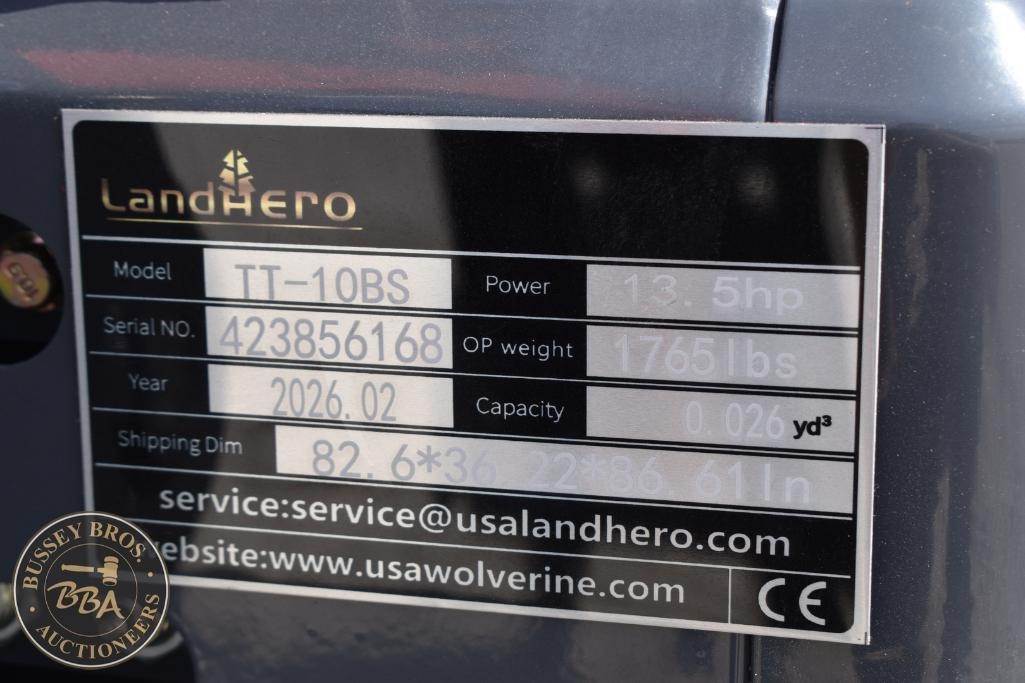 LandHero
Model TT-10BS Power 13.5hp
Serial NO. 423856168 OP weight 1765lbs
Year 2026.02 Capacity 0.026 yd³
Shipping Dim 82.6*36.22*86.61In
service:service@usalandhero.com
website:www.usawolverine.com CE
BUSSEY BROS.
BBA
AUCTIONEERS